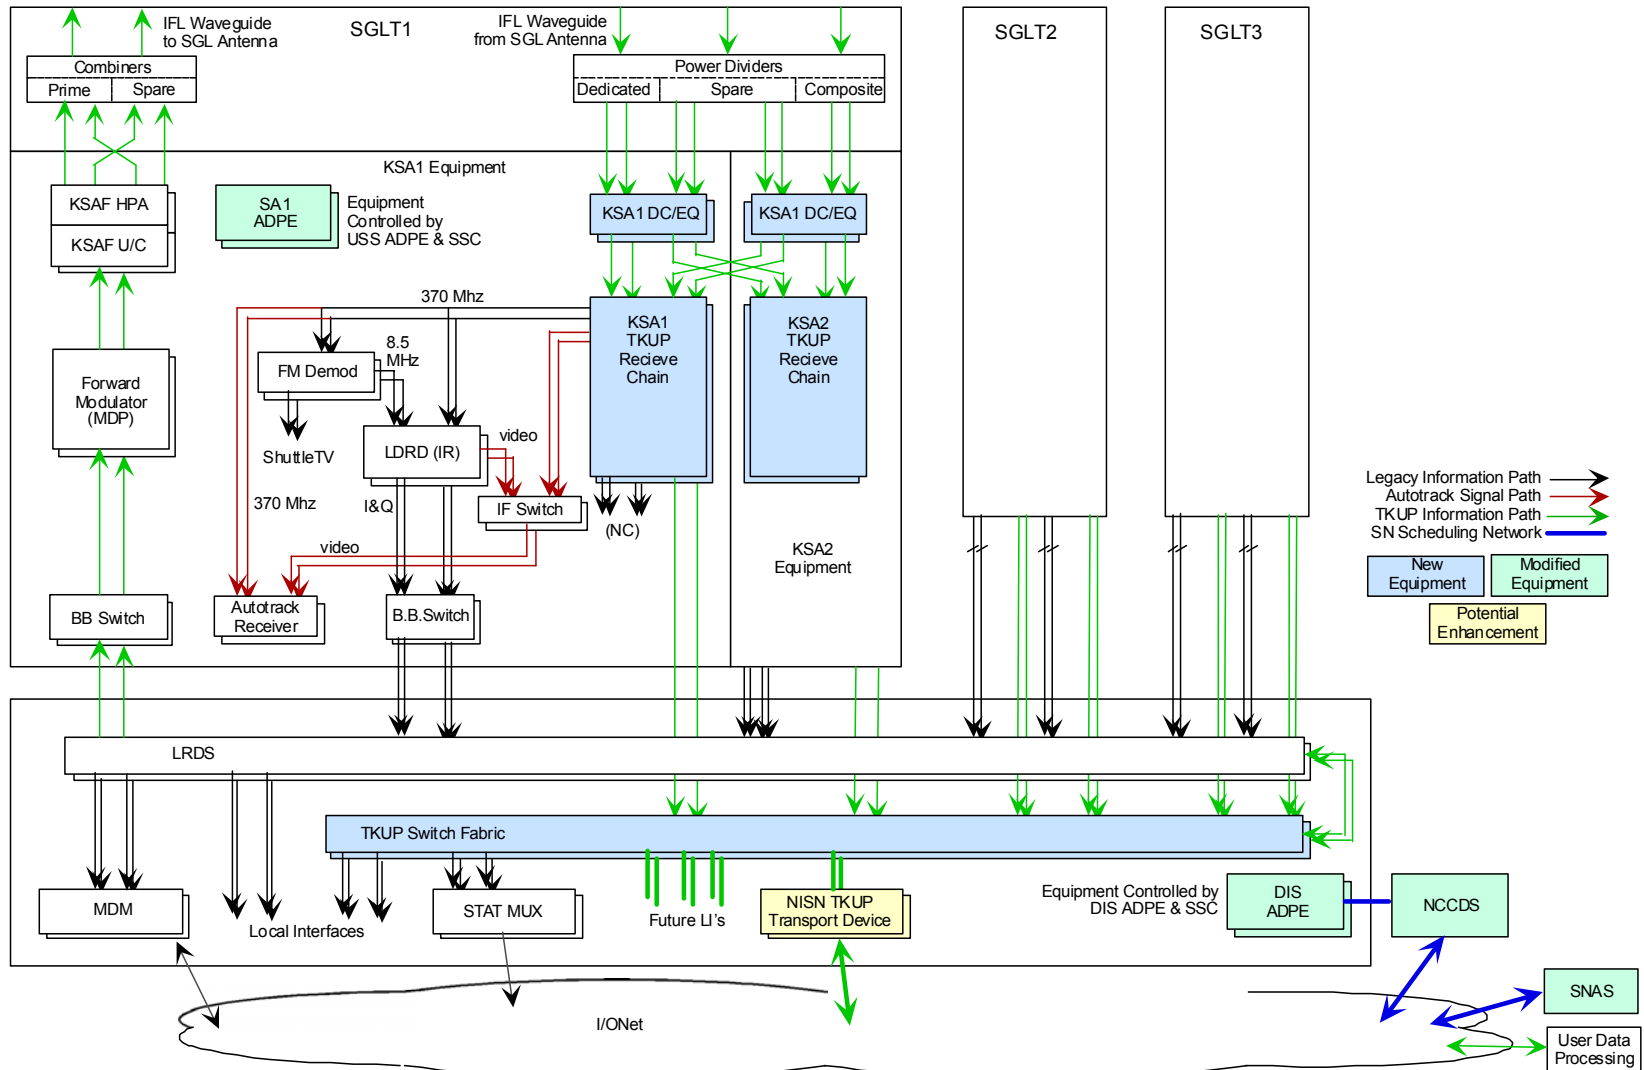 IFL Waveguide
to SGL Antenna
SGLT1
IFL Waveguide
from SGL Antenna
SGLT2
SGLT3
Combiners
Prime
Spare
Power Dividers
Dedicated
Spare
Composite
KSA1 Equipment
KSAF HPA
KSAF U/C
SA1
ADPE
Equipment
Controlled by
USS ADPE & SSC
KSA1 DC/EQ
KSA1 DC/EQ
370 Mhz
8.5
MHz
FM Demod
KSA1
TKUP
Recieve
Chain
KSA2
TKUP
Recieve
Chain
Forward
Modulator
(MDP)
ShuttleTV
LDRD (IR)
video
370 Mhz
I&Q
IF Switch
(NC)
video
KSA2
Equipment
Legacy Information Path
Autotrack Signal Path
TKUP Information Path
SN Scheduling Network
New
Equipment
Modified
Equipment
Potential
Enhancement
BB Switch
Autotrack
Receiver
B.B.Switch
LRDS
TKUP Switch Fabric
MDM
Local Interfaces
STAT MUX
Future LI's
NISN TKUP
Transport Device
Equipment Controlled by
DIS ADPE & SSC
DIS
ADPE
NCCDS
SNAS
I/ONet
User Data
Processing